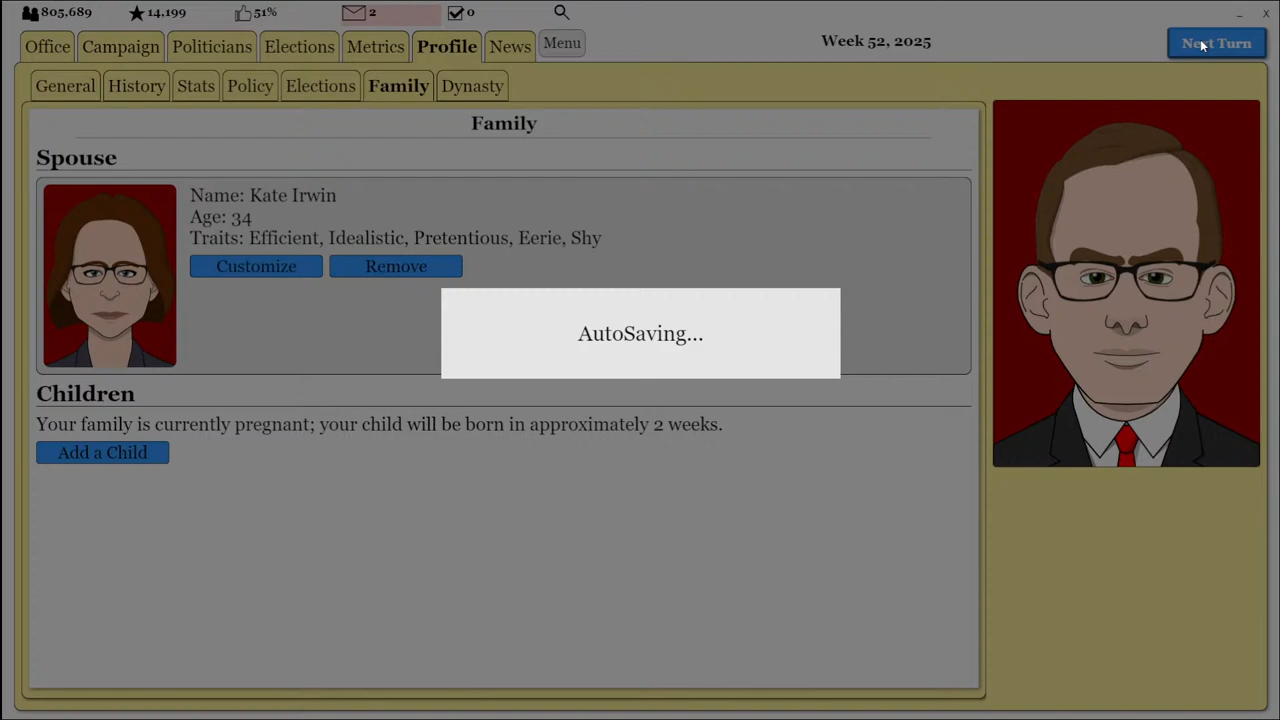 805,689 14,199 51% 2 0 _ X
Office Campaign Politicians Elections Metrics Profile News Menu Week 52, 2025 Next Turn
General History Stats Policy Elections Family Dynasty
Family
Spouse
Name: Kate Irwin
Age: 34
Traits: Efficient, Idealistic, Pretentious, Eerie, Shy
Customize Remove
AutoSaving...
Children
Your family is currently pregnant; your child will be born in approximately 2 weeks.
Add a Child